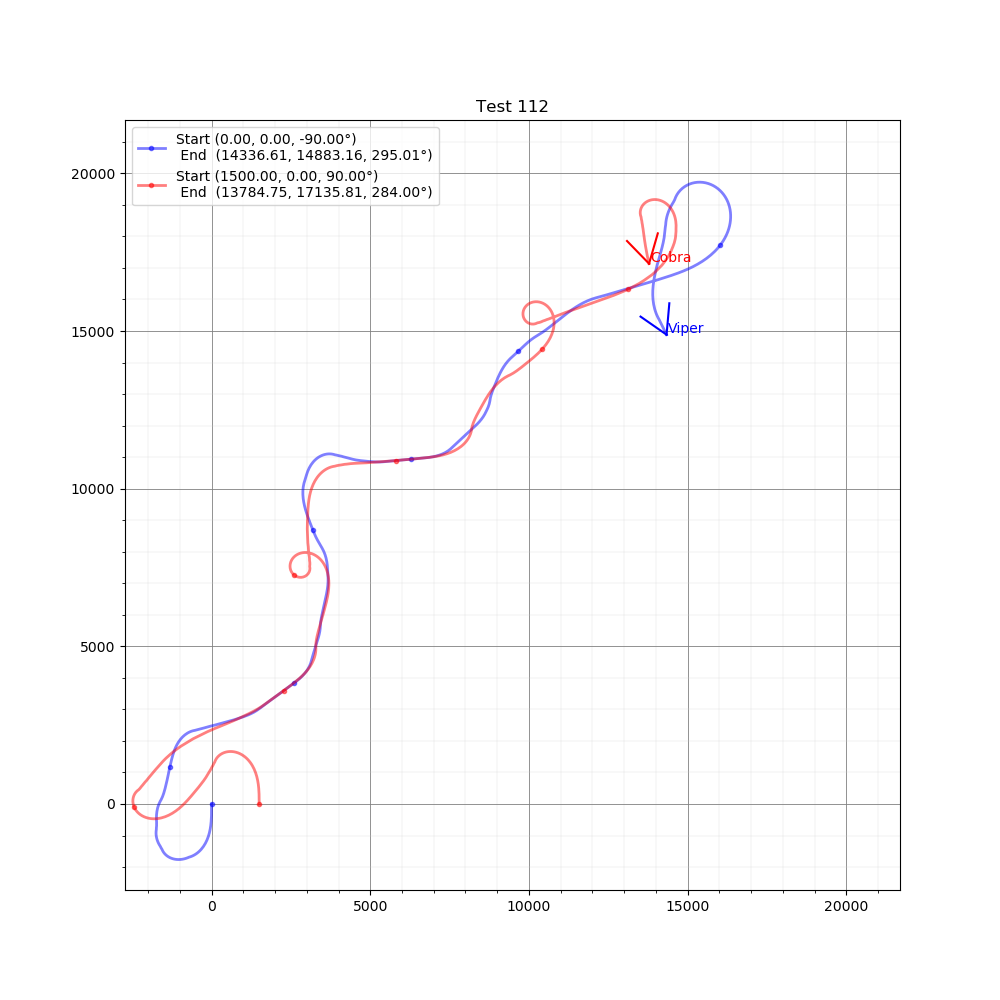 Test 112
Start (0.00, 0.00, -90.00°)
End (14336.61, 14883.16, 295.01°)
Start (1500.00, 0.00, 90.00°)
End (13784.75, 17135.81, 284.00°)
20000
15000
10000
5000
0
Cobra
Viper
0 5000 10000 15000 20000